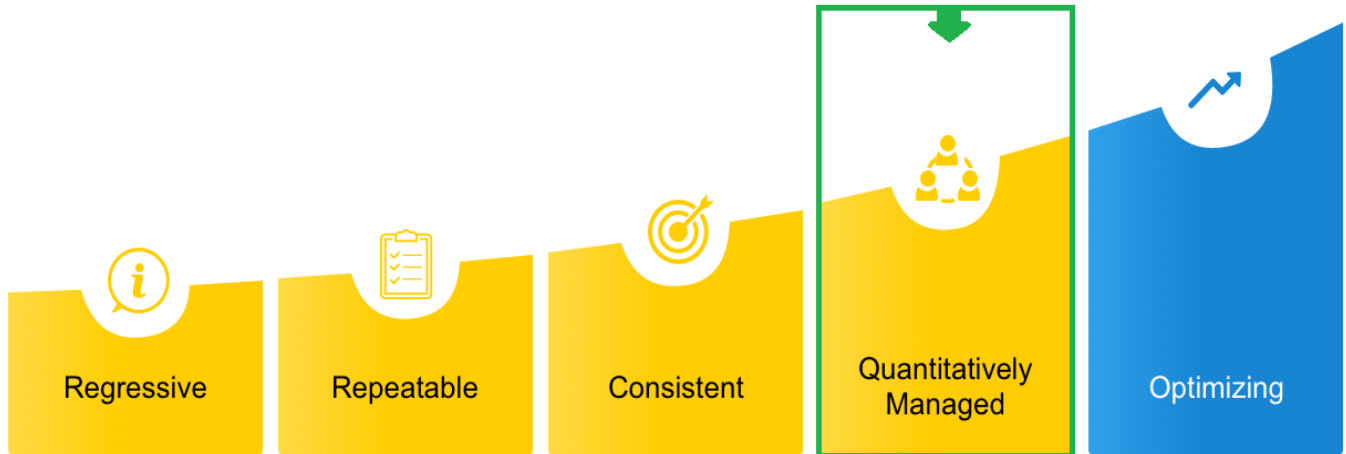 Regressive
Repeatable
Consistent
Quantitatively
Managed
Optimizing